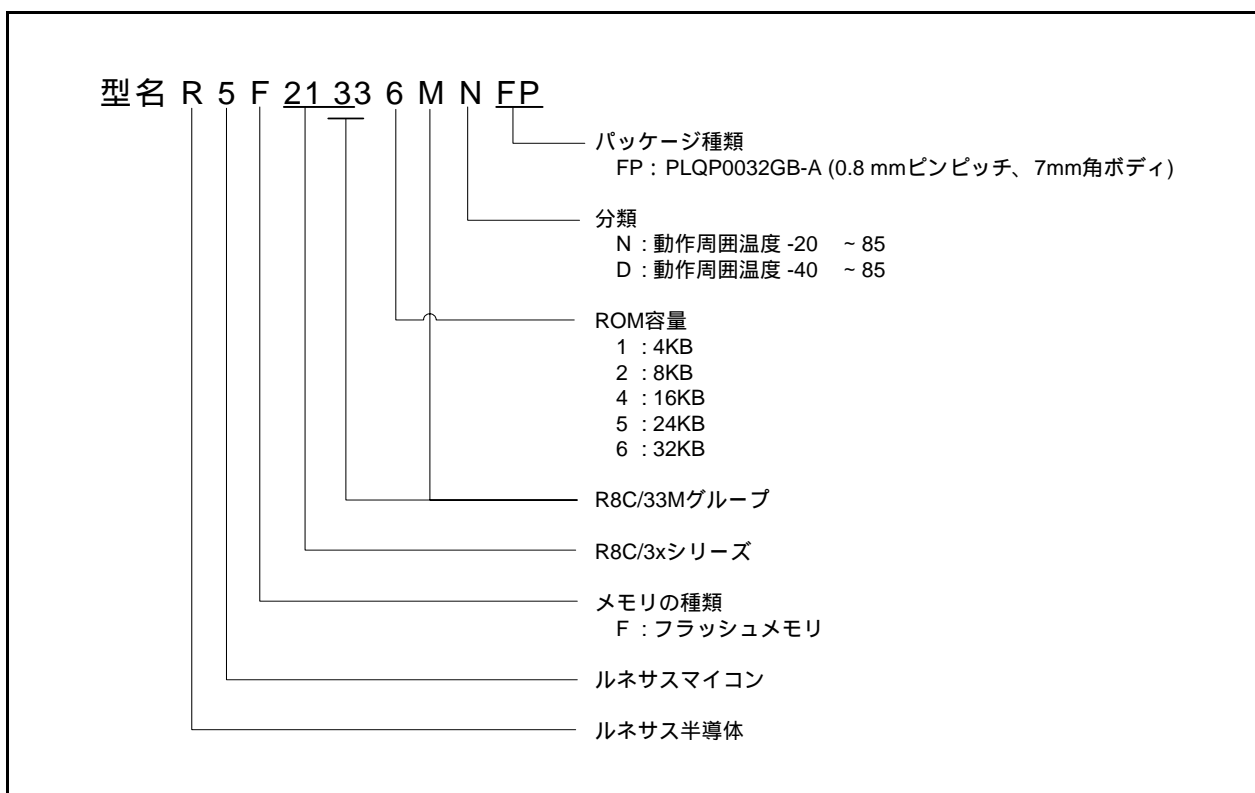 型名 R 5 F 21 33 6 M N FP
パッケージ種類
FP : PLQP0032GB-A (0.8 mmピンピッチ、7mm角ボディ)
分類
N : 動作周囲温度 -20 ~ 85
D : 動作周囲温度 -40 ~ 85
ROM容量
1 : 4KB
2 : 8KB
4 : 16KB
5 : 24KB
6 : 32KB
R8C/33Mグループ
R8C/3xシリーズ
メモリの種類
F : フラッシュメモリ
ルネサスマイコン
ルネサス半導体